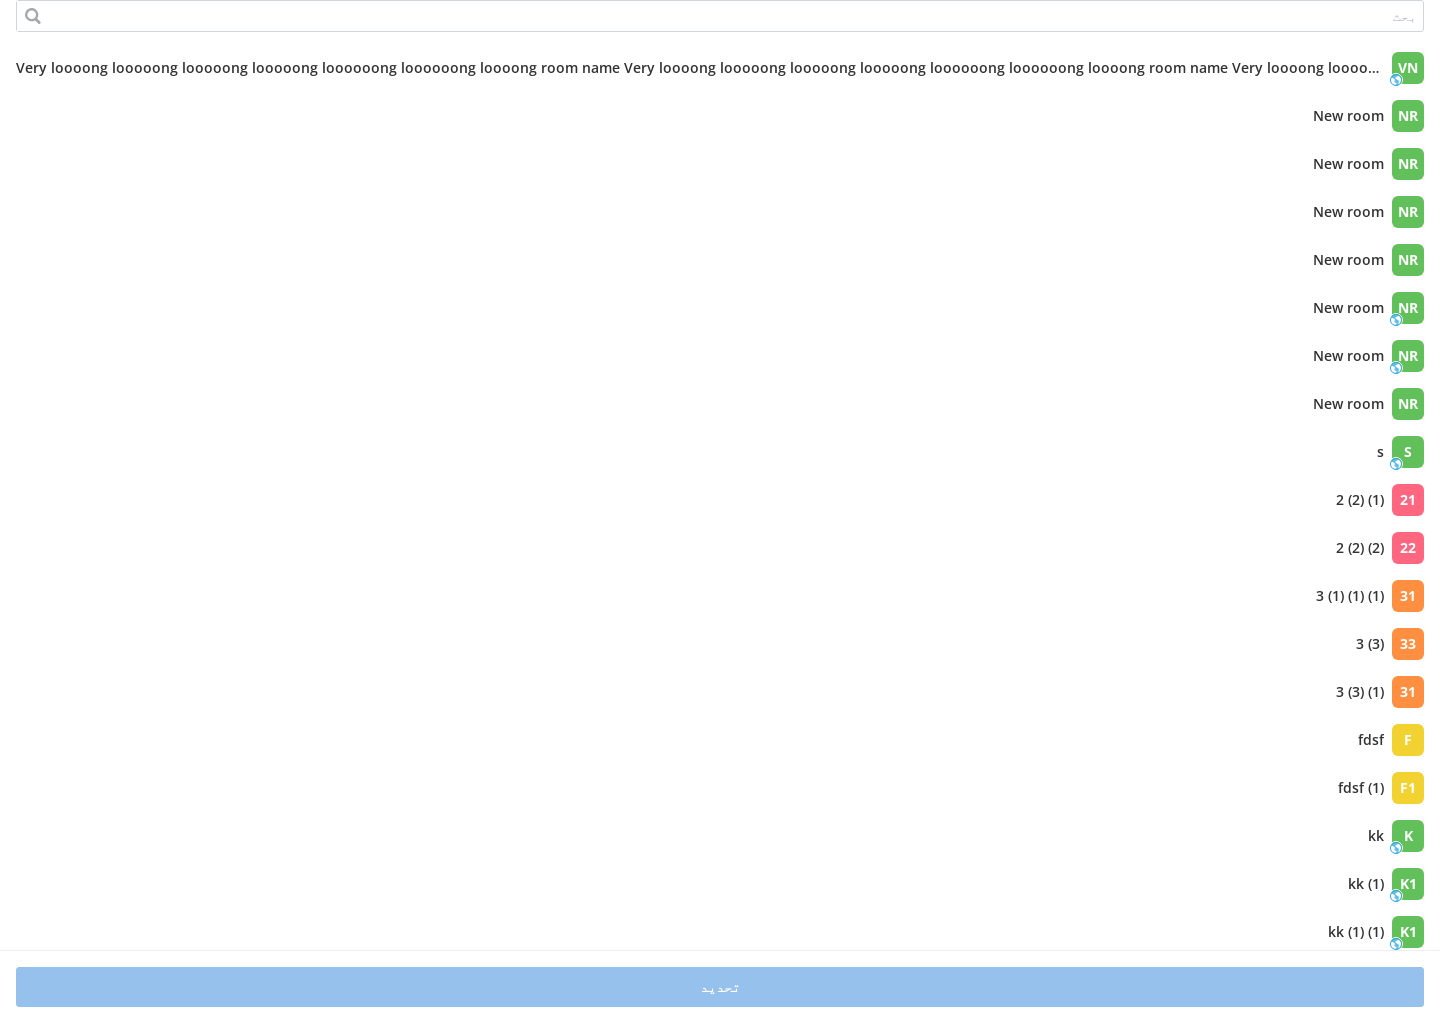 بحث
VN Very loooong looooong looooong looooong loooooong loooooong loooong room name Very loooong looooong looooong looooong loooooong loooooong loooong room name Very loooong loooo...
NR New room
NR New room
NR New room
NR New room
NR New room
NR New room
NR New room
S s
21 2 (2) (1)
22 2 (2) (2)
31 3 (1) (1) (1)
33 3 (3)
31 3 (3) (1)
F fdsf
F1 fdsf (1)
K kk
K1 kk (1)
K1 kk (1) (1)
تحديد